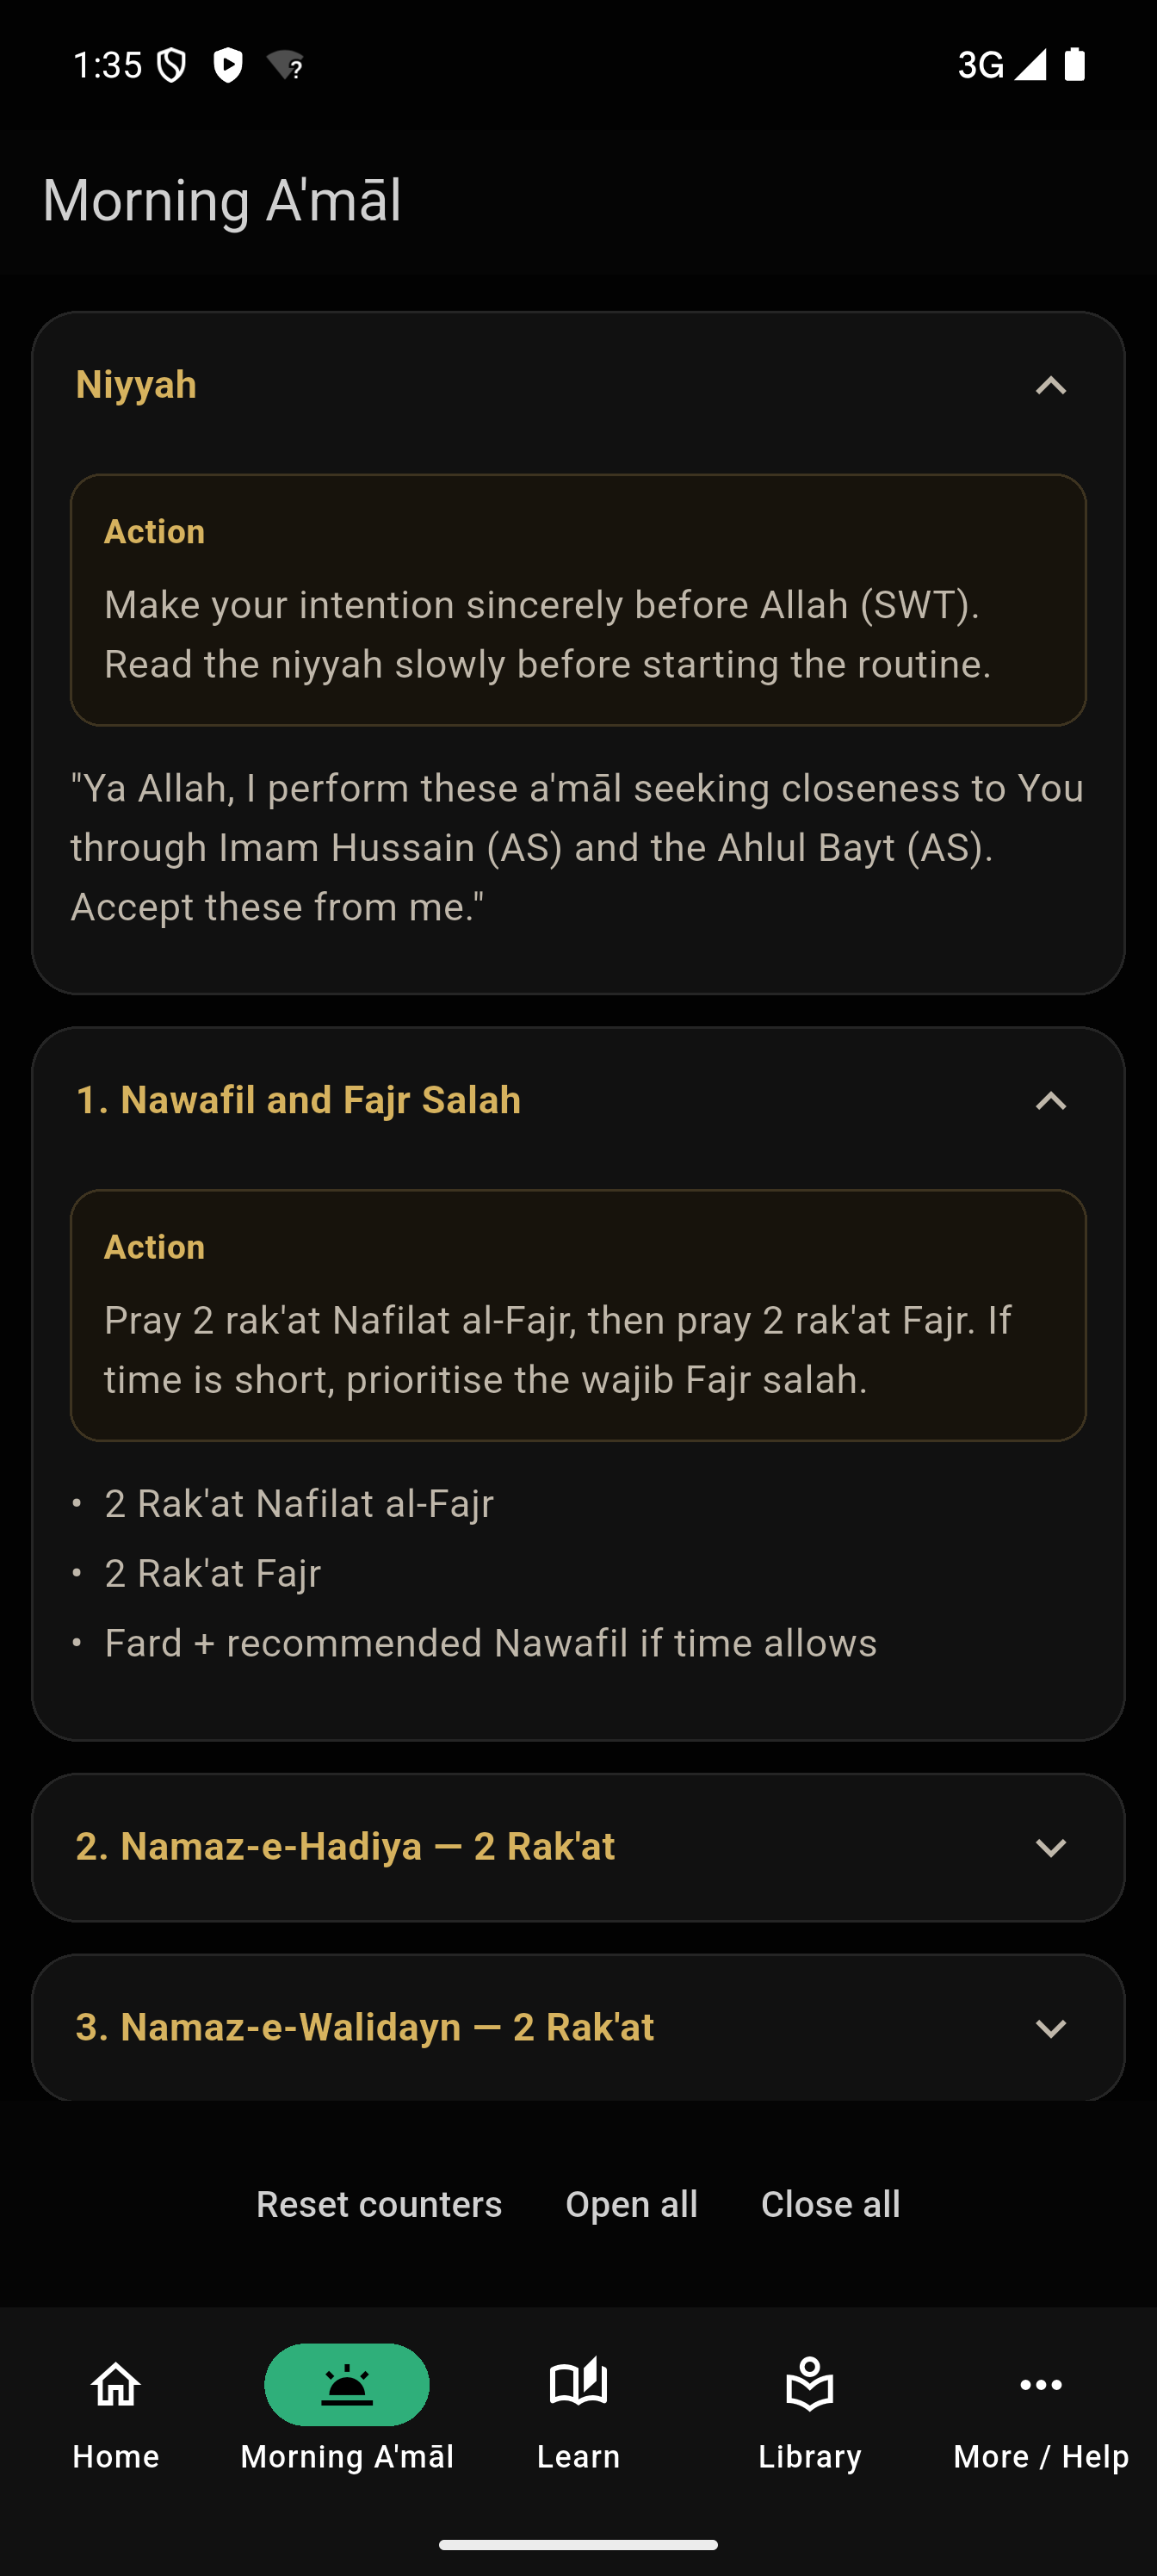 1:35
3G
Morning A'māl
Niyyah
Action
Make your intention sincerely before Allah (SWT).
Read the niyyah slowly before starting the routine.
"Ya Allah, I perform these a'māl seeking closeness to You
through Imam Hussain (AS) and the Ahlul Bayt (AS).
Accept these from me."
1. Nawafil and Fajr Salah
Action
Pray 2 rak'at Nafilat al-Fajr, then pray 2 rak'at Fajr. If
time is short, prioritise the wajib Fajr salah.
• 2 Rak'at Nafilat al-Fajr
• 2 Rak'at Fajr
• Fard + recommended Nawafil if time allows
2. Namaz-e-Hadiya — 2 Rak'at
3. Namaz-e-Walidayn — 2 Rak'at
Reset counters Open all Close all
Home Morning A'māl Learn Library More / Help